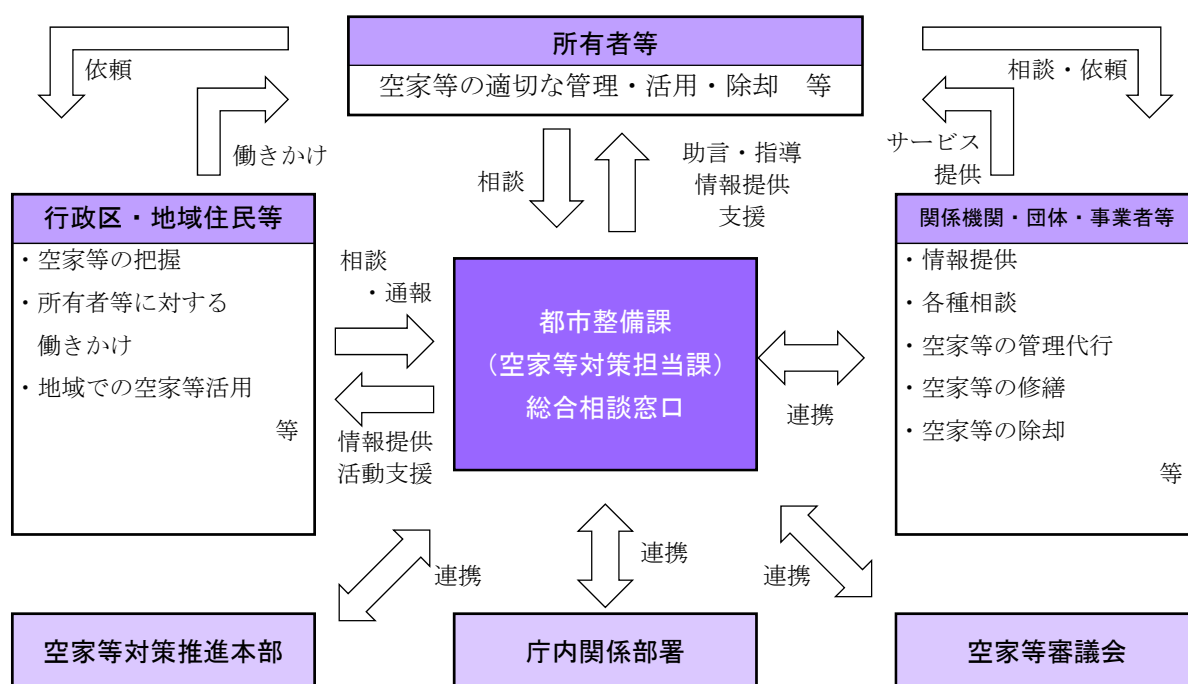 所有者等
空家等の適切な管理・活用・除却　等
依頼
働きかけ
相談・依頼
サービス
提供
相談
助言・指導
情報提供
支援
行政区・地域住民等
・空家等の把握
・所有者等に対する
働きかけ
・地域での空家等活用
等
相談
・通報
情報提供
活動支援
都市整備課
（空家等対策担当課）
総合相談窓口
連携
関係機関・団体・事業者等
・情報提供
・各種相談
・空家等の管理代行
・空家等の修繕
・空家等の除却
等
連携
連携
連携
空家等対策推進本部
庁内関係部署
空家等審議会